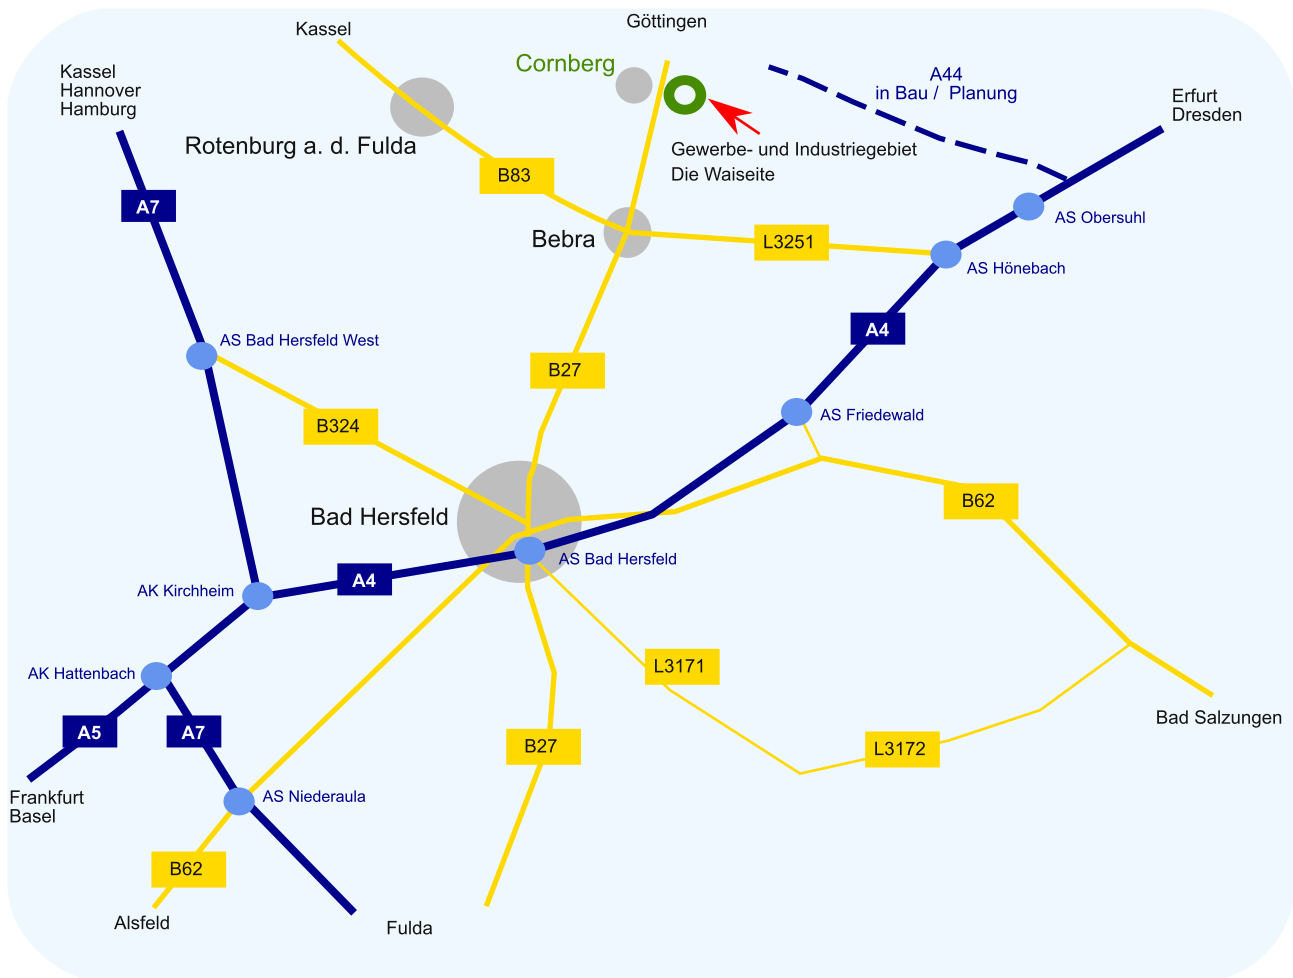 Göttingen
Kassel
Cornberg
Kassel
Hannover
Hamburg
A44
in Bau / Planung
Erfurt
Dresden
Rotenburg a. d. Fulda
Gewerbe- und Industriegebiet
Die Waiseite
B83
A7
AS Obersuhl
Bebra
L3251
AS Hönebach
A4
AS Bad Hersfeld West
B27
AS Friedewald
B324
B62
Bad Hersfeld
AS Bad Hersfeld
A4
AK Kirchheim
L3171
AK Hattenbach
Bad Salzungen
A5
A7
B27
L3172
Frankfurt
Basel
AS Niederaula
B62
Alsfeld
Fulda